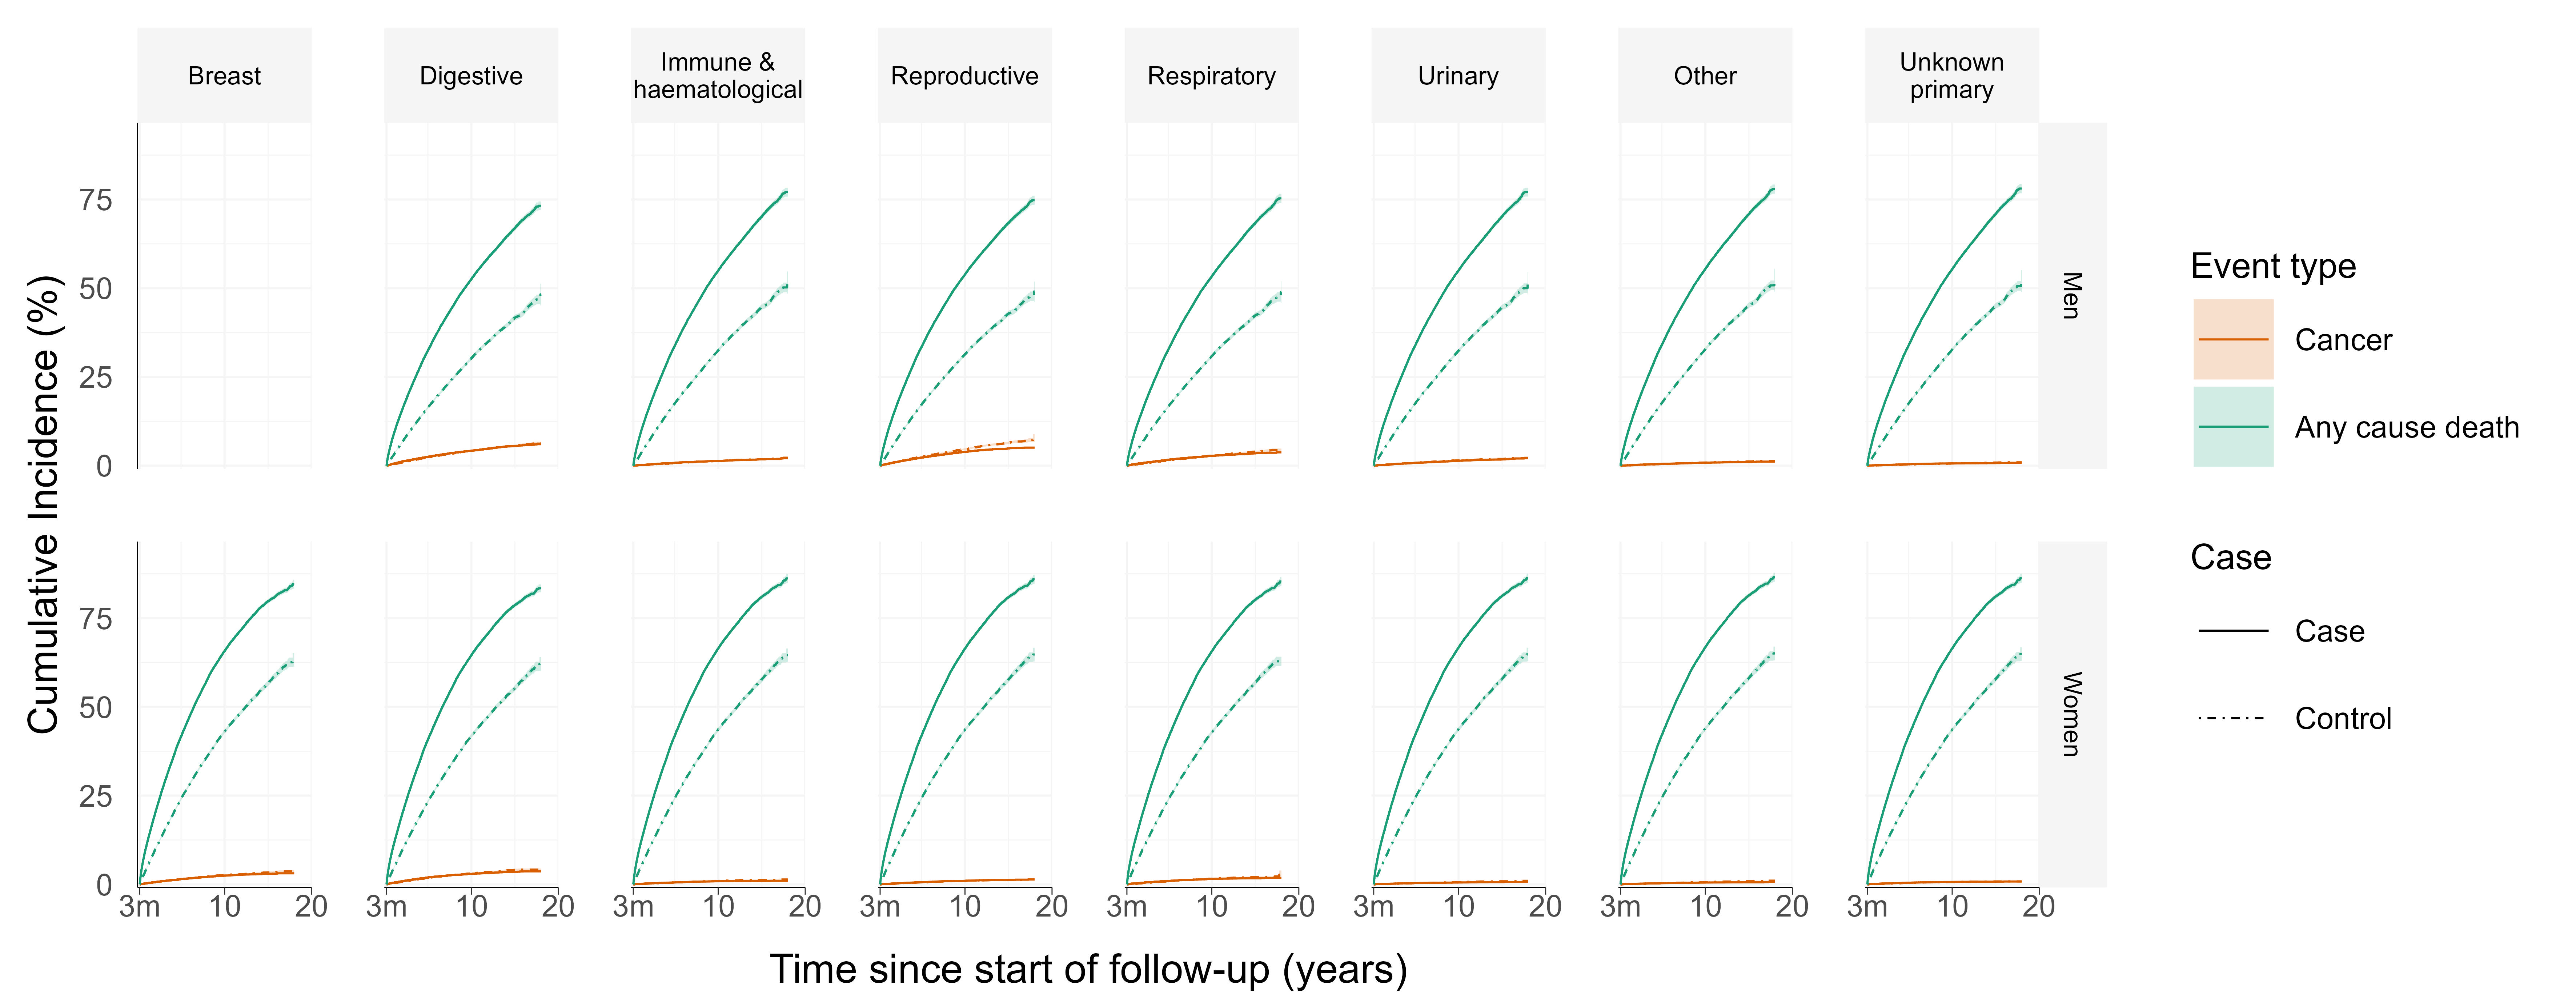 Breast
Digestive
Immune &
haematological
Reproductive
Respiratory
Urinary
Other
Unknown
primary
Cumulative Incidence (%)
75
50
25
0
Men
75
50
25
0
Women
3m 10 20
3m 10 20
3m 10 20
3m 10 20
3m 10 20
3m 10 20
3m 10 20
3m 10 20
Time since start of follow-up (years)
Event type
Cancer
Any cause death
Case
Case
Control